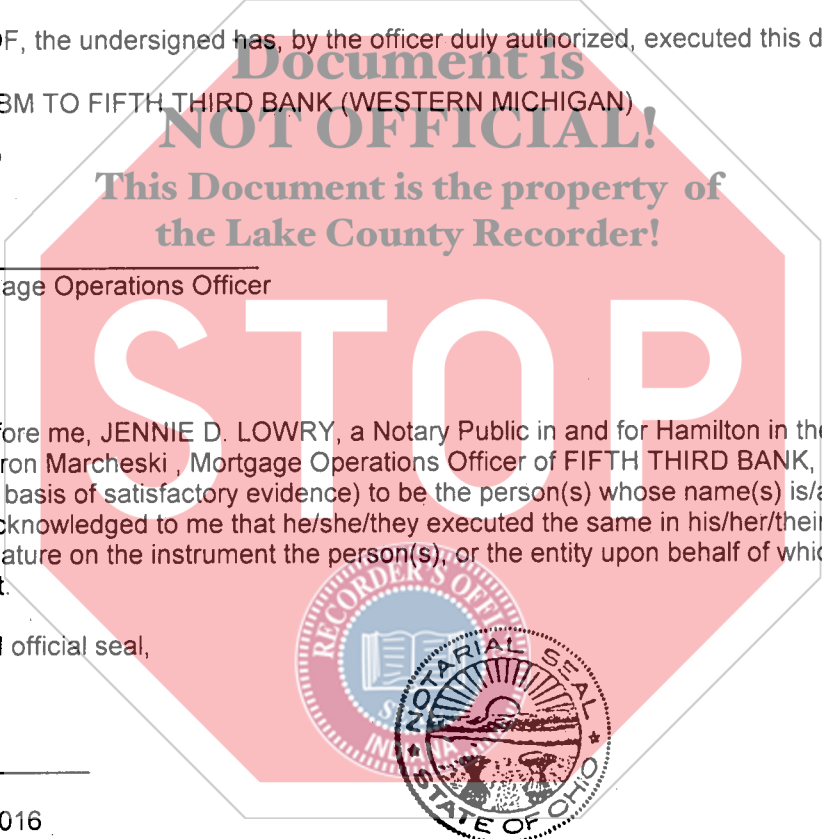 OF, the undersigned has, by the officer duly authorized, executed this d
Document is
BM TO FIFTH THIRD BANK (WESTERN MICHIGAN)
NOT OFFICIAL!
This Document is the property of
the Lake County Recorder!
age Operations Officer
STOP
fore me, JENNIE D. LOWRY, a Notary Public in and for Hamilton in the
ron Marcheski , Mortgage Operations Officer of FIFTH THIRD BANK,
basis of satisfactory evidence) to be the person(s) whose name(s) is/a
cknowledged to me that he/she/they executed the same in his/her/their
ature on the instrument the person(s), or the entity upon behalf of whic
t.
official seal,
RECORDER'S OFFIC
INDIANA
NOTARIAL SEAL
STATE OF OHIO
016